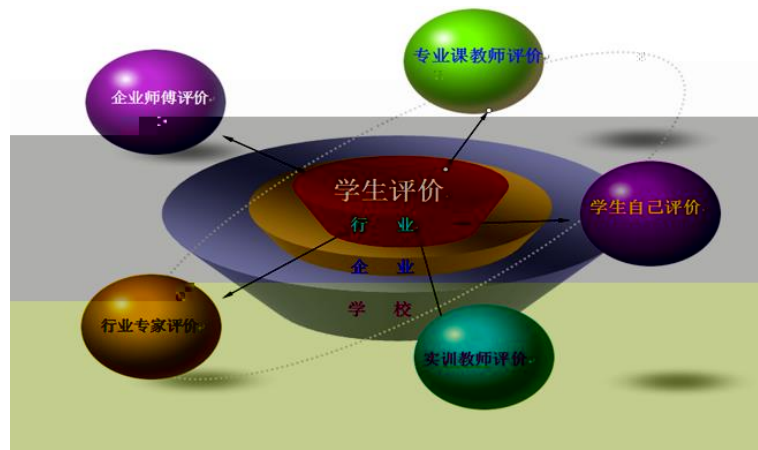 专业课教师评价
企业师傅评价
学生评价
学生自己评价
行 业
企 业
学 校
行业专家评价
实训教师评价